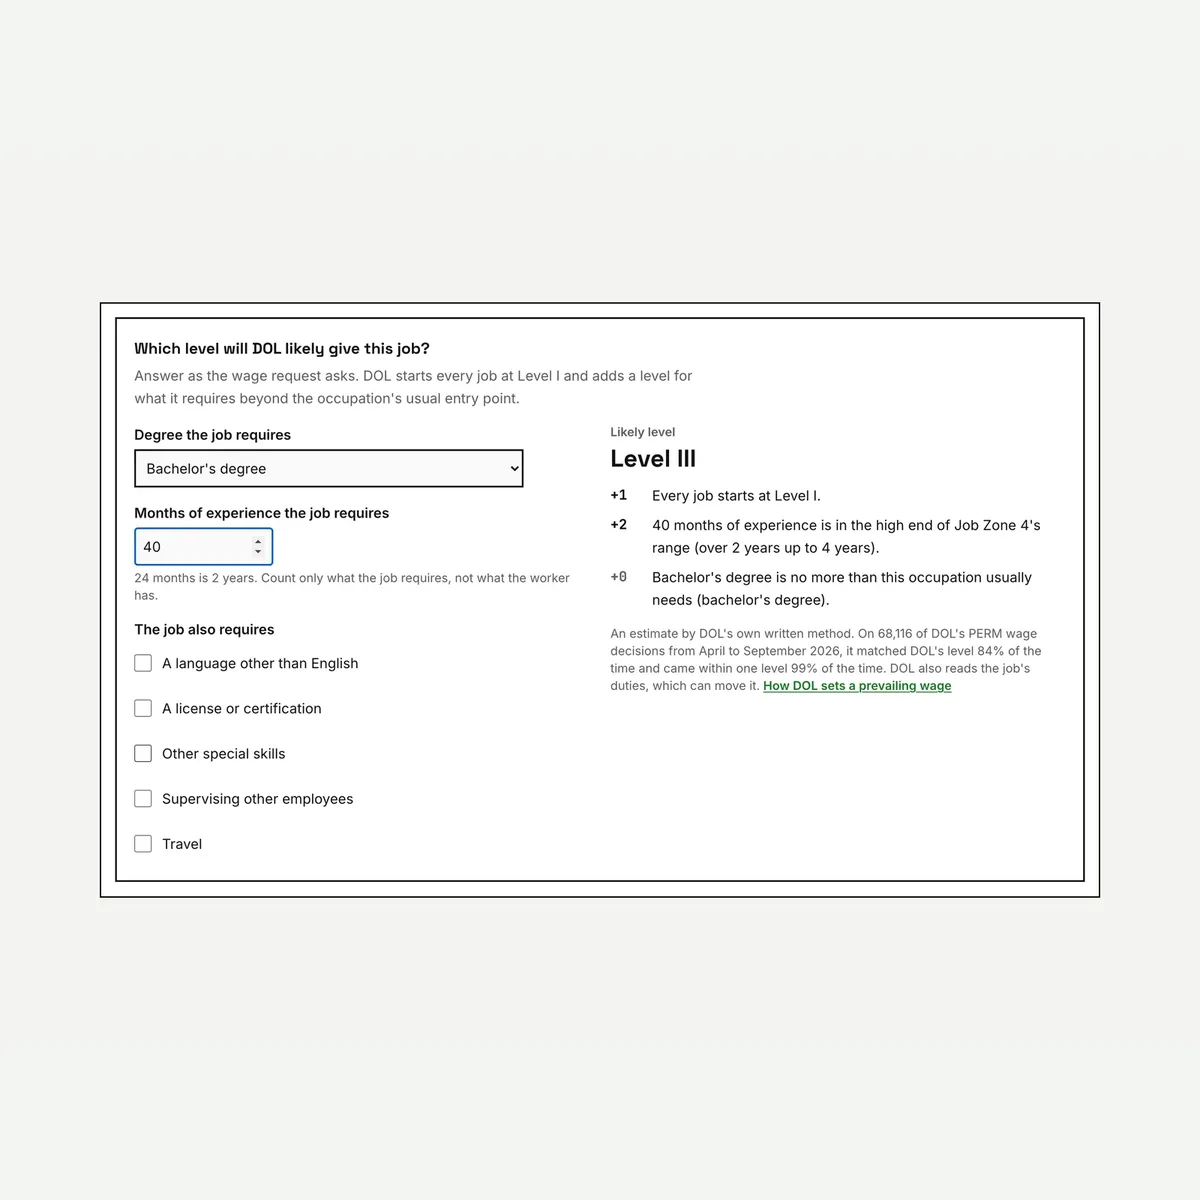 Which level will DOL likely give this job?
Answer as the wage request asks. DOL starts every job at Level I and adds a level for
what it requires beyond the occupation's usual entry point.
Degree the job requires
Bachelor's degree
Months of experience the job requires
40
24 months is 2 years. Count only what the job requires, not what the worker
has.
The job also requires
A language other than English
A license or certification
Other special skills
Supervising other employees
Travel
Likely level
Level III
+1 Every job starts at Level I.
+2 40 months of experience is in the high end of Job Zone 4's
range (over 2 years up to 4 years).
+0 Bachelor's degree is no more than this occupation usually
needs (bachelor's degree).
An estimate by DOL's own written method. On 68,116 of DOL's PERM wage
decisions from April to September 2026, it matched DOL's level 84% of the
time and came within one level 99% of the time. DOL also reads the job's
duties, which can move it. How DOL sets a prevailing wage